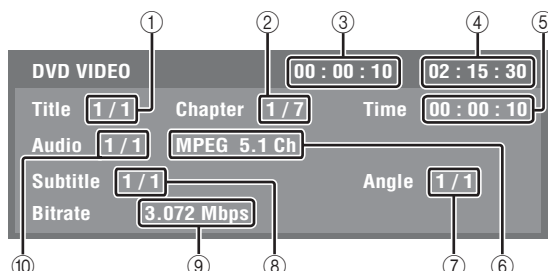 ① ② ③ ④ ⑤
DVD VIDEO 00 : 00 : 10 02 : 15 : 30
Title 1 / 1 Chapter 1 / 7 Time 00 : 00 : 10
Audio 1 / 1 MPEG 5.1 Ch
Subtitle 1 / 1 Angle 1 / 1
Bitrate 3.072 Mbps
⑩ ⑨ ⑧ ⑦ ⑥